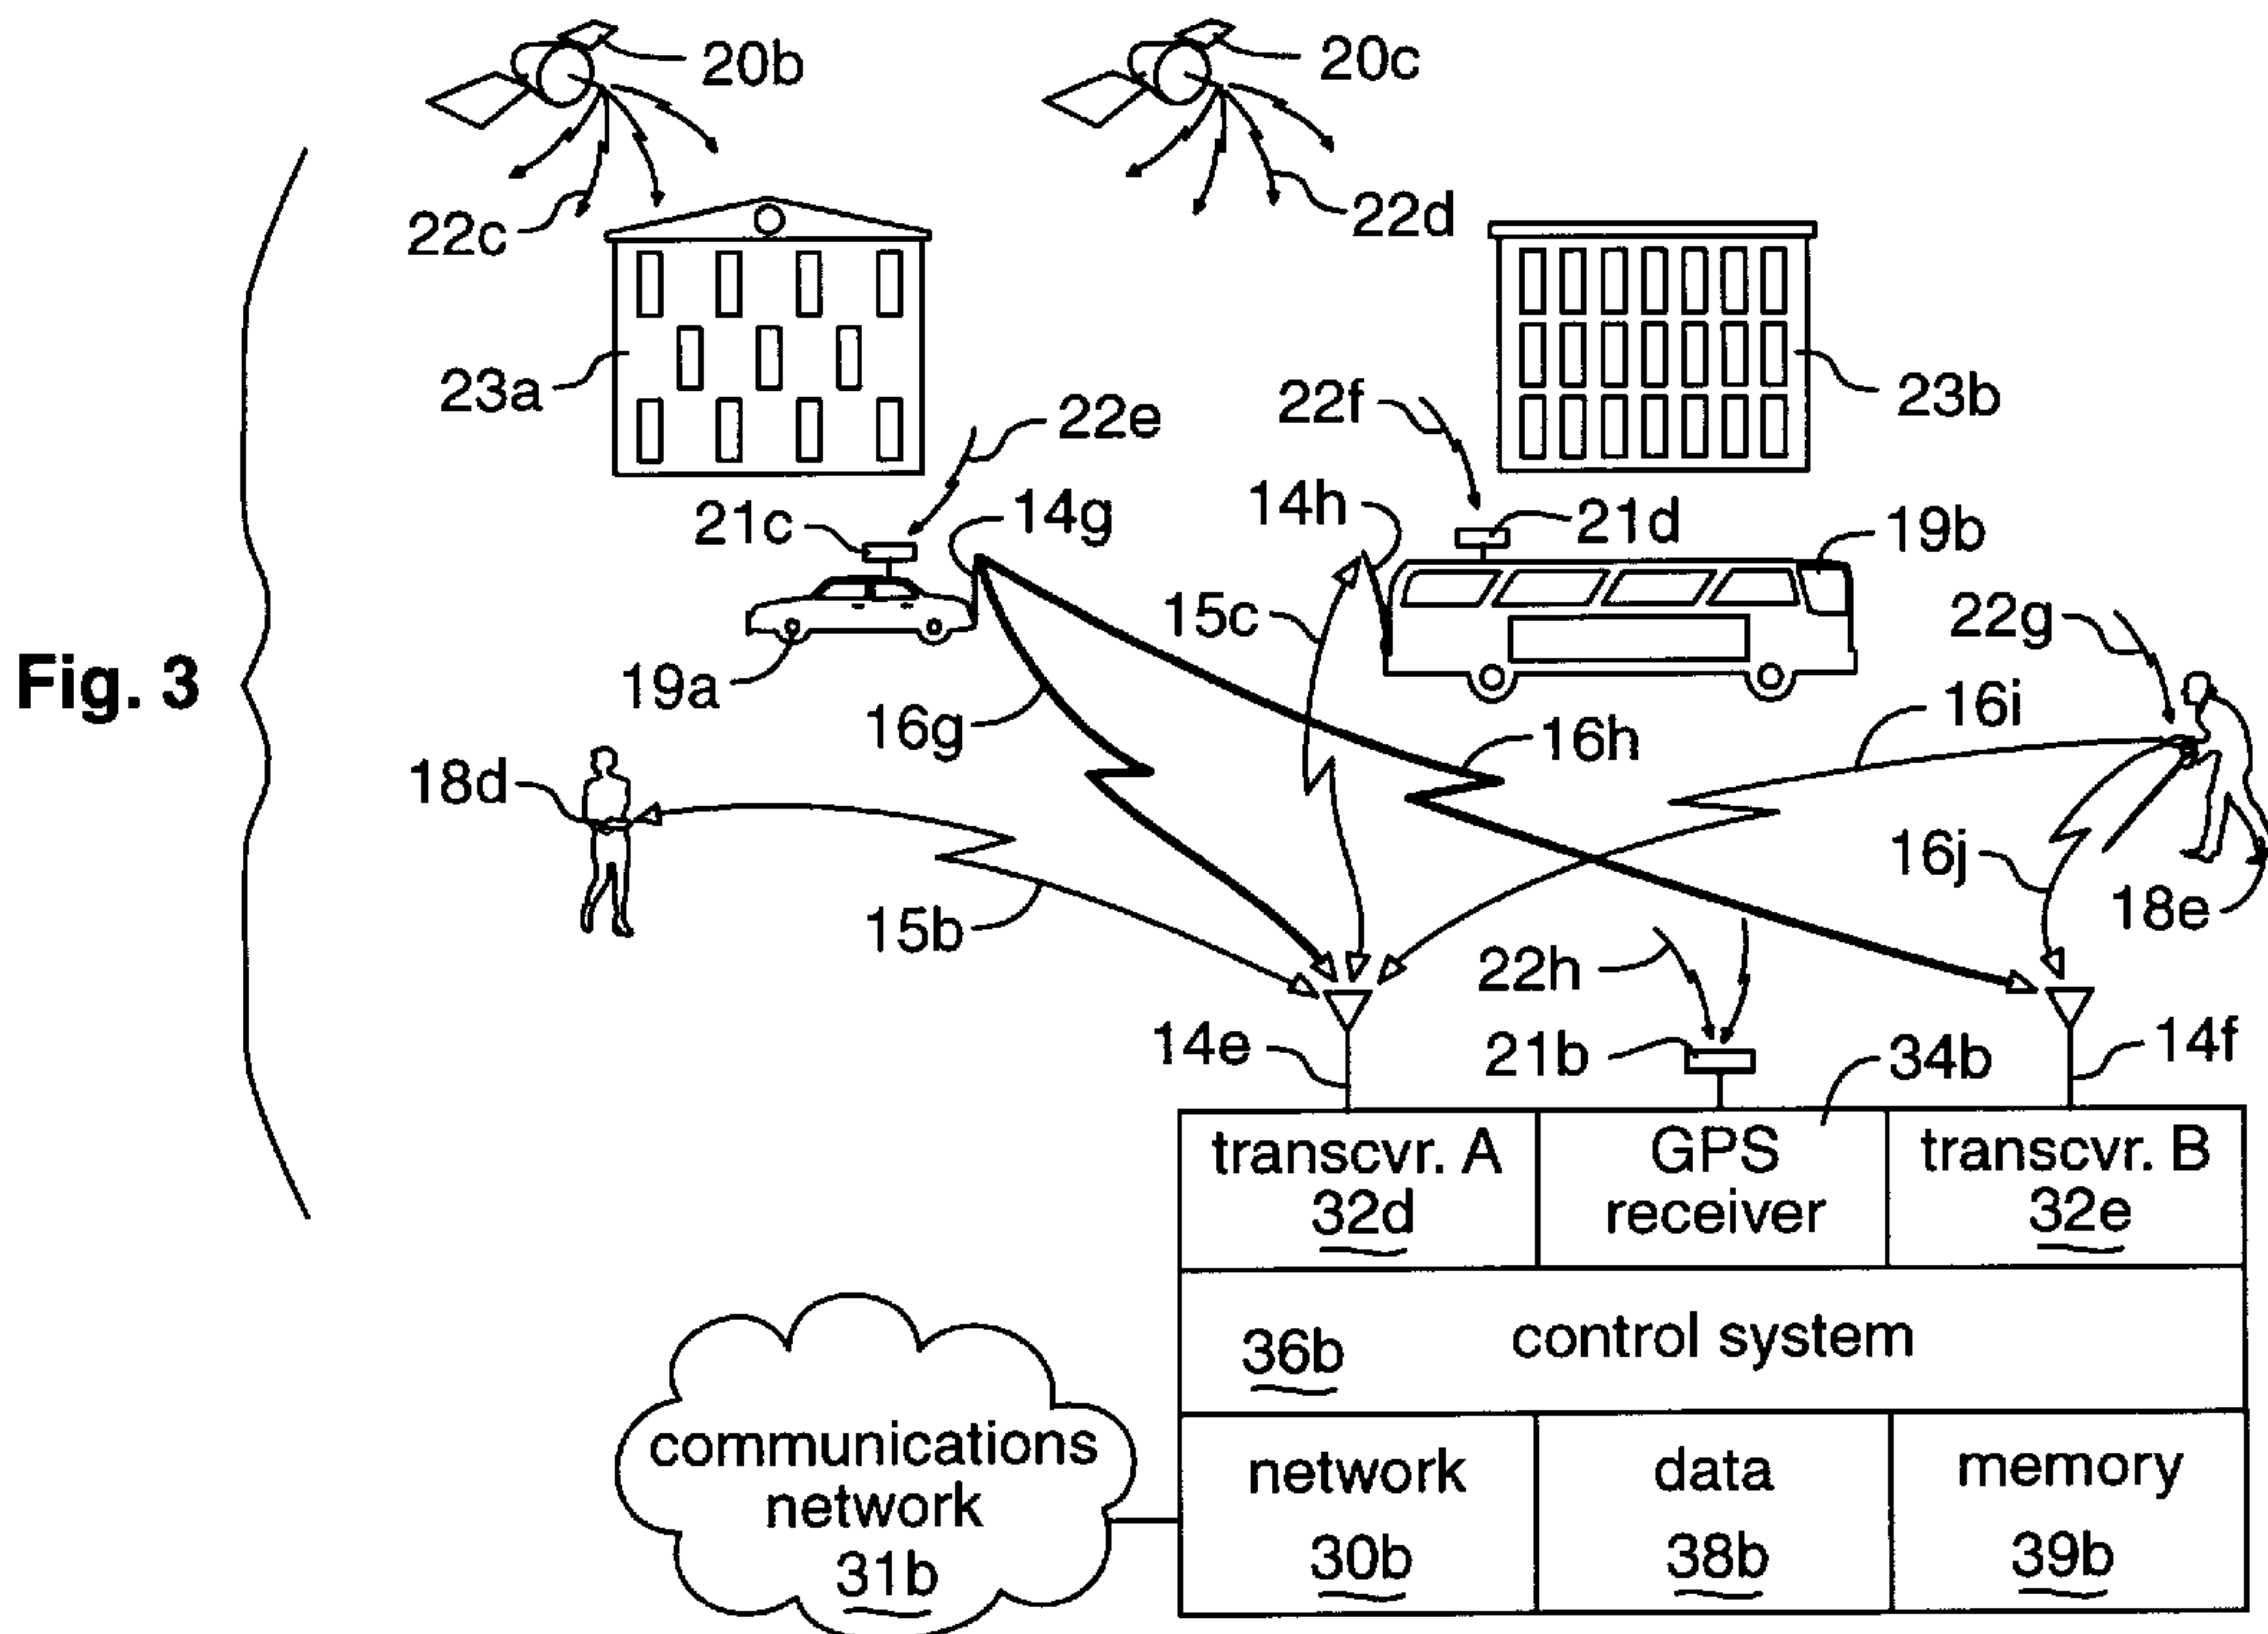 20b
20c
22c
22d
23a
22e
22f
23b
21c
14g
14h
21d
19b
15c
22g
Fig. 3
19a
16g
16h
16i
18d
16j
18e
15b
22h
14e
21b
34b
14f
transcvr. A
32d
GPS
receiver
transcvr. B
32e
36b
control system
communications
network
31b
network
30b
data
38b
memory
39b